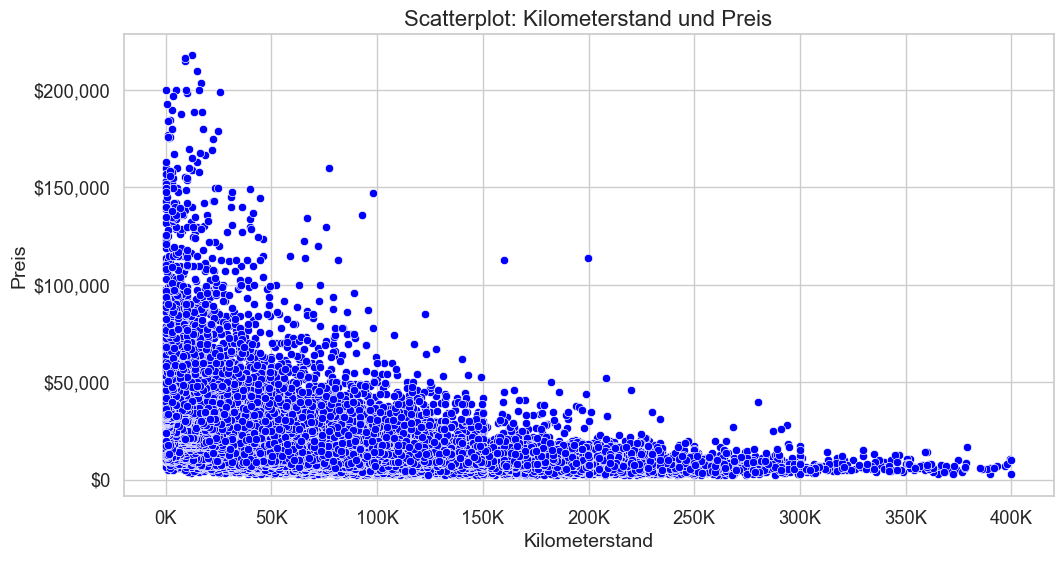 Scatterplot: Kilometerstand und Preis
Preis
$200,000
$150,000
$100,000
$50,000
$0
0K 50K 100K 150K 200K 250K 300K 350K 400K
Kilometerstand